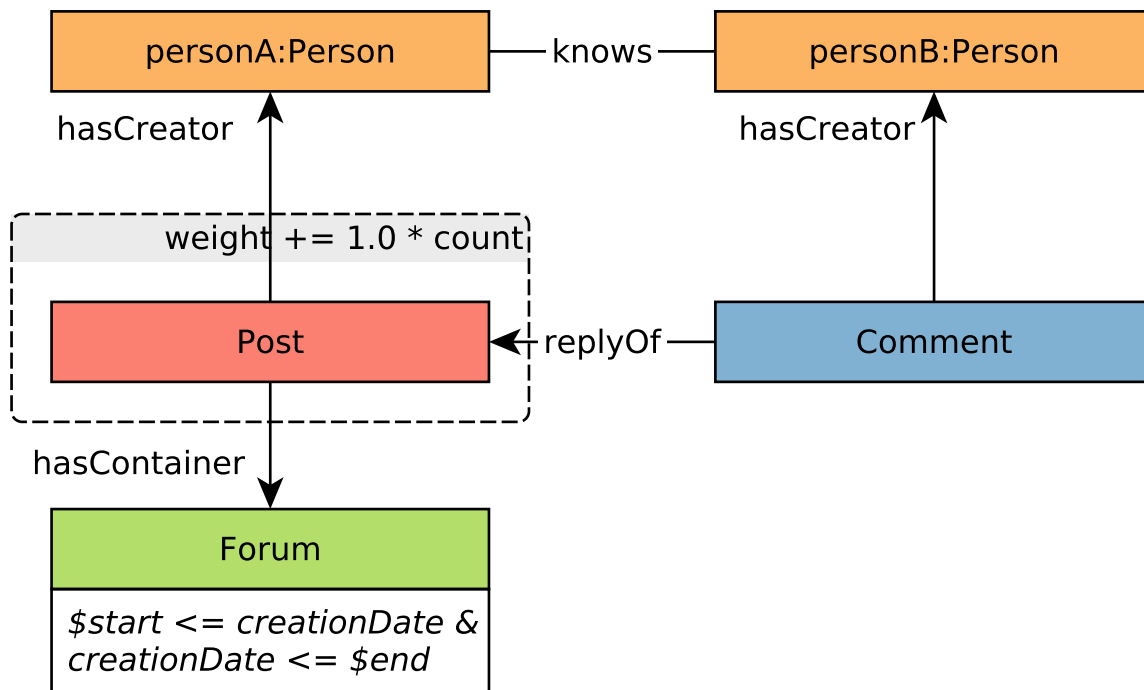 personA:Person
knows
personB:Person
hasCreator
hasCreator
weight += 1.0 * count
Post
replyOf
Comment
hasContainer
Forum
$start <= creationDate &
creationDate <= $end